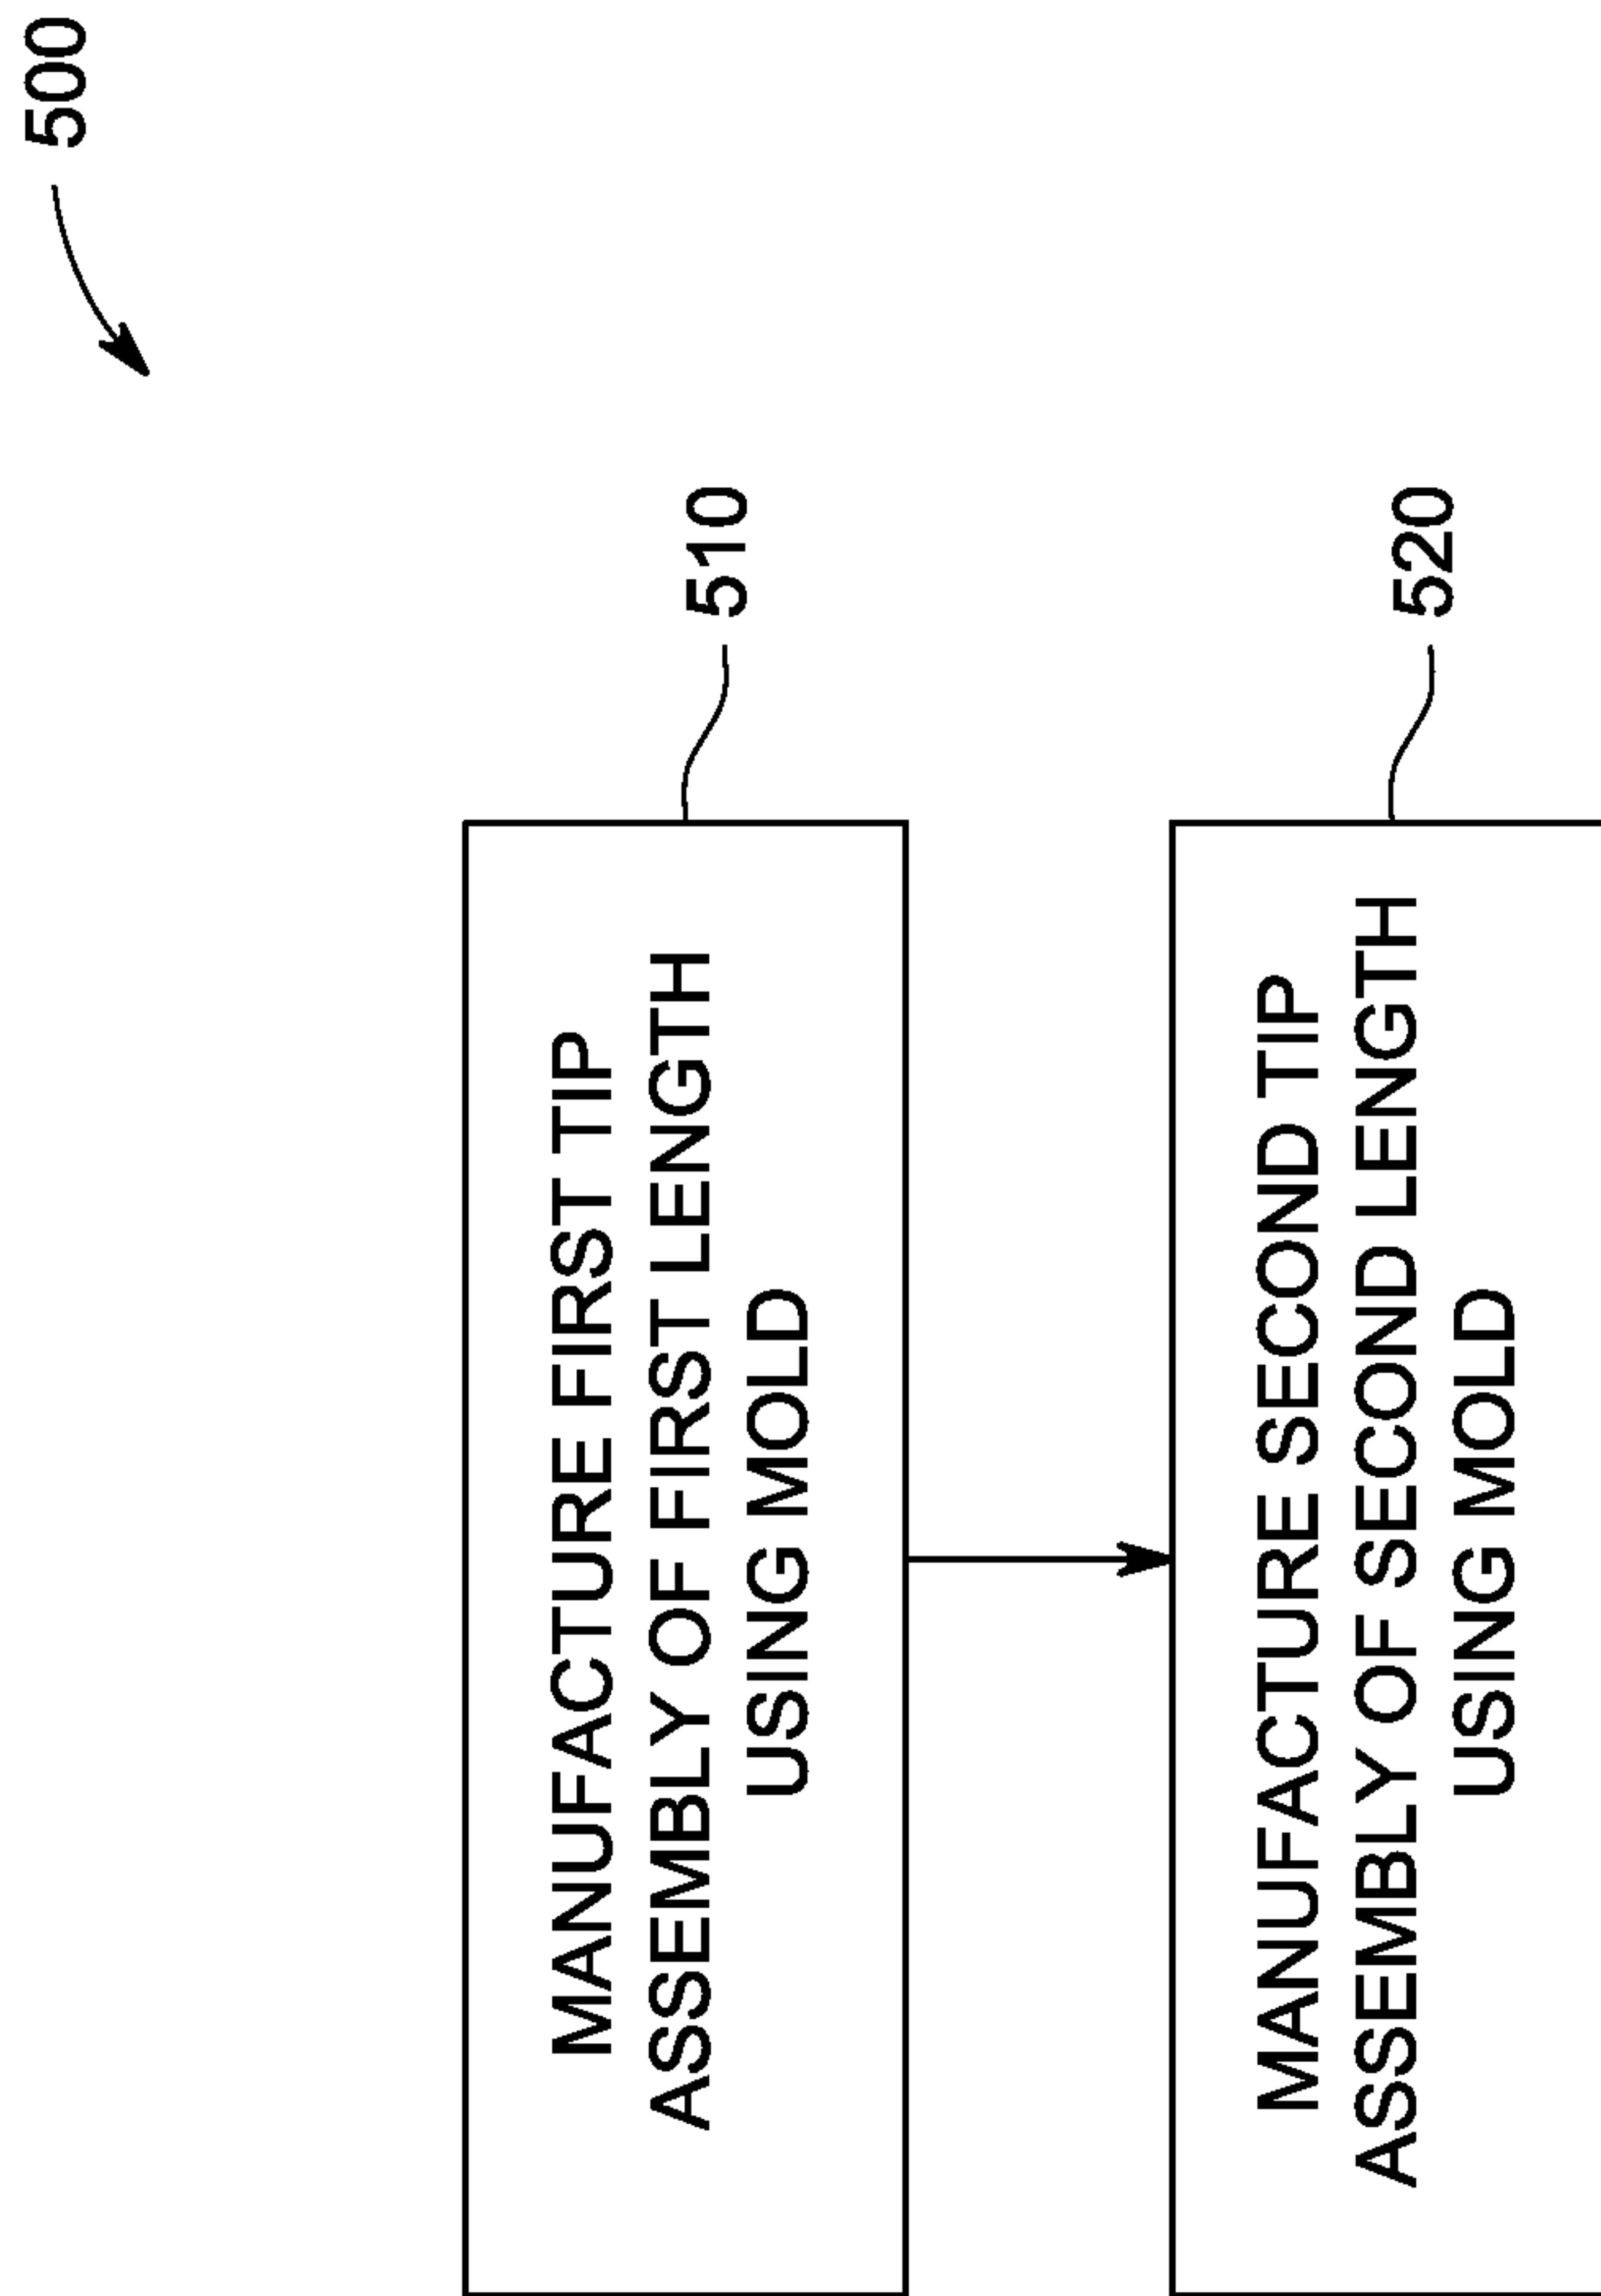 500
MANUFACTURE FIRST TIP
ASSEMBLY OF FIRST LENGTH
USING MOLD
510
MANUFACTURE SECOND TIP
ASSEMBLY OF SECOND LENGTH
USING MOLD
520